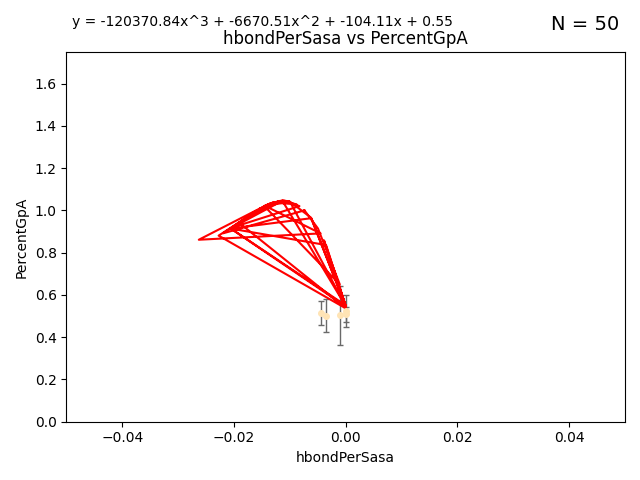 y = -120370.84x^3 + -6670.51x^2 + -104.11x + 0.55
N = 50
hbondPerSasa vs PercentGpA
1.6
1.4
1.2
1.0
0.8
0.6
0.4
0.2
0.0
PercentGpA
−0.04 −0.02 0.00 0.02 0.04
hbondPerSasa